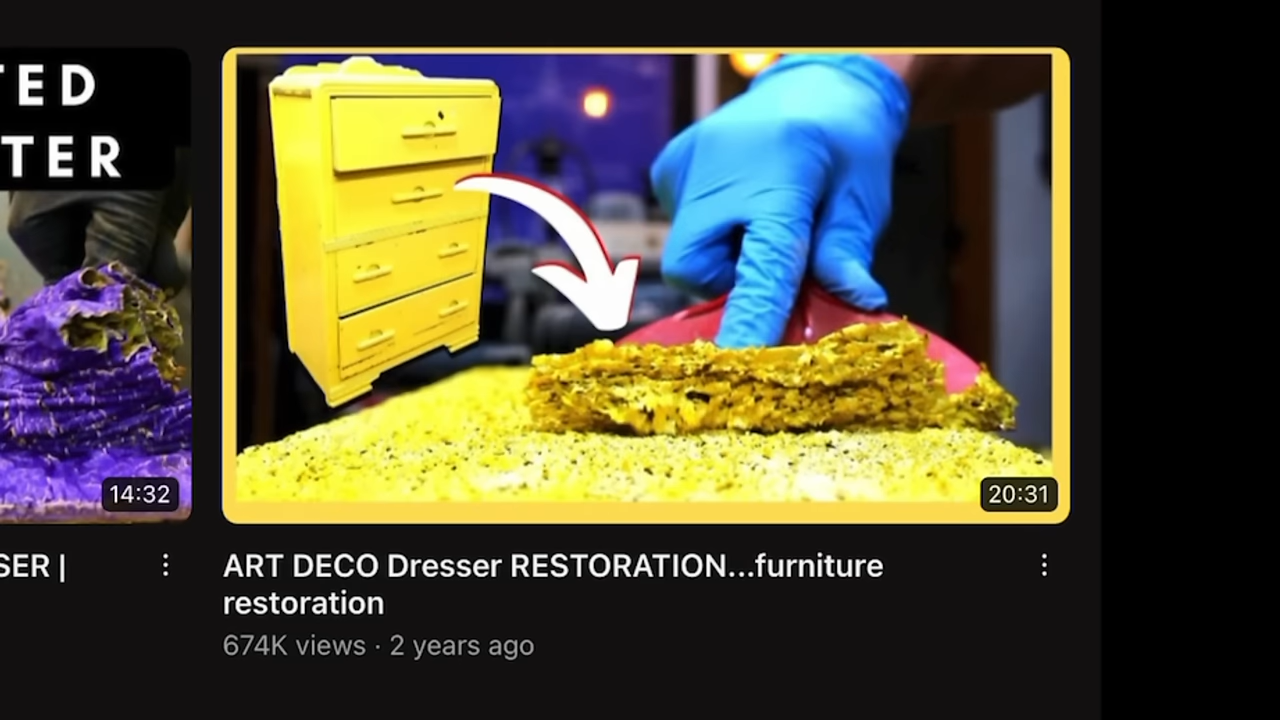 TED
TER
14:32
20:31
SER |
ART DECO Dresser RESTORATION...furniture
restoration
674K views · 2 years ago